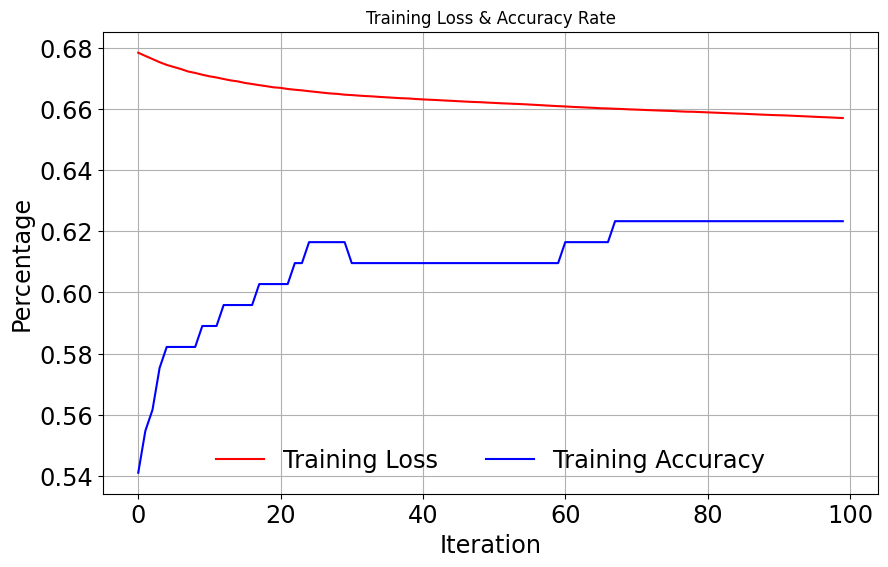 Training Loss & Accuracy Rate
0.68
0.66
0.64
0.62
0.60
0.58
0.56
0.54
Percentage
Training Loss
Training Accuracy
0 20 40 60 80 100
Iteration